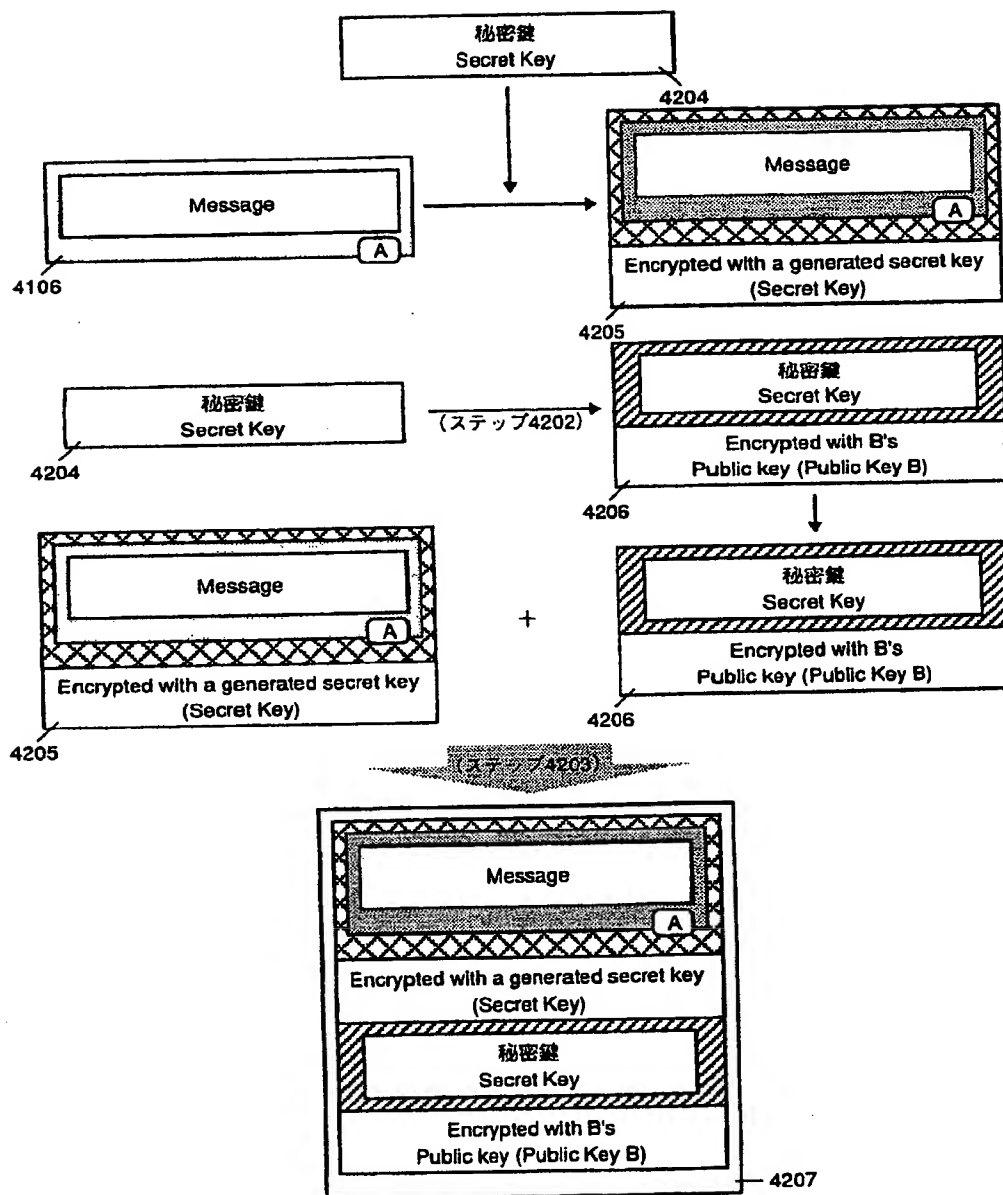 秘密鍵
Secret Key
4204
Message
A
4106
Message
A
Encrypted with a generated secret key
(Secret Key)
4205
秘密鍵
Secret Key
4204
(ステップ4202)
秘密鍵
Secret Key
Encrypted with B's
Public key (Public Key B)
4206
Message
A
Encrypted with a generated secret key
(Secret Key)
4205
+
秘密鍵
Secret Key
Encrypted with B's
Public key (Public Key B)
4206
(ステップ4203)
Message
A
Encrypted with a generated secret key
(Secret Key)
秘密鍵
Secret Key
Encrypted with B's
Public key (Public Key B)
4207